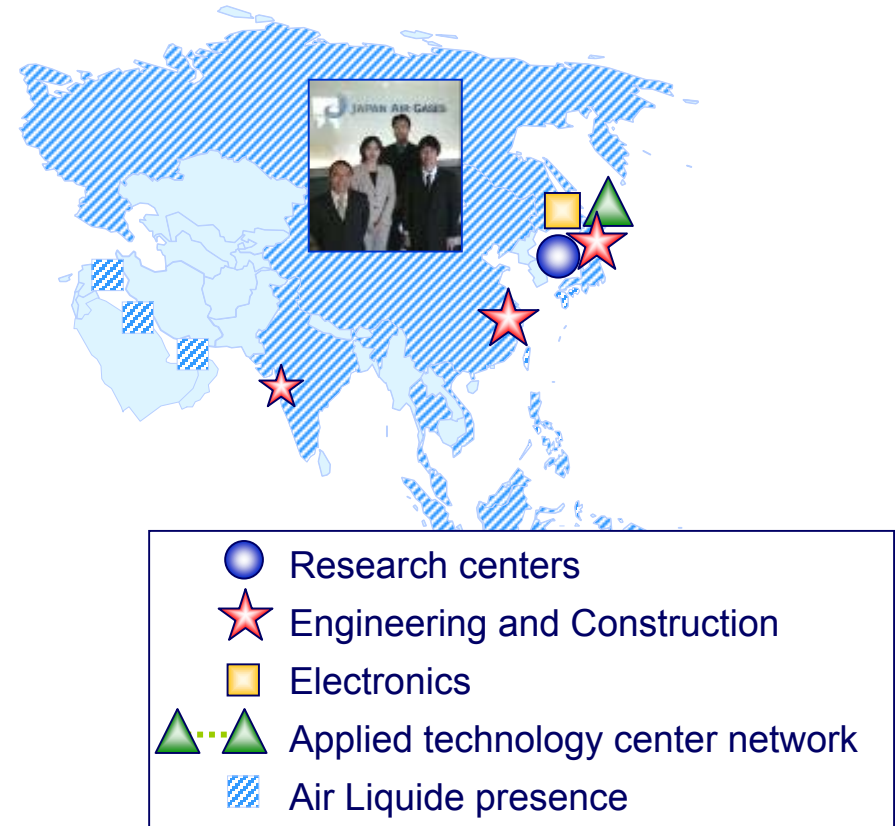 JAPAN AIR GASES
Research centers
Engineering and Construction
Electronics
Applied technology center network
Air Liquide presence